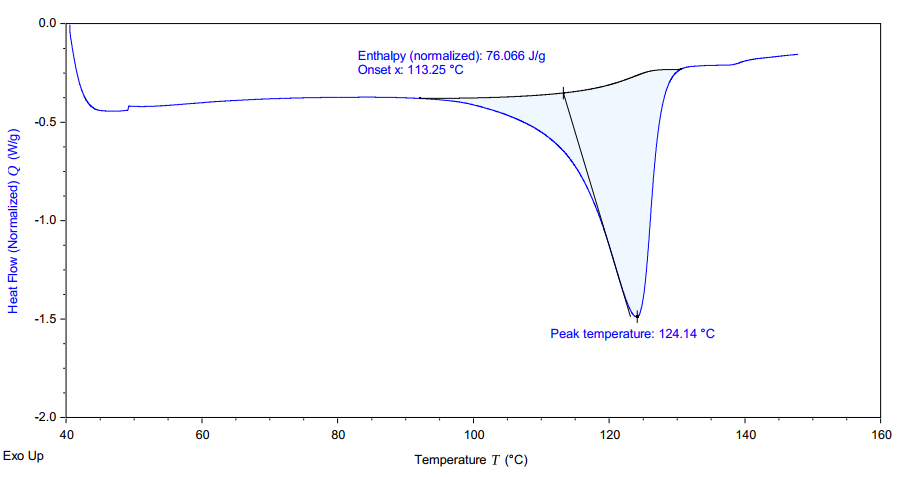 0.0
Enthalpy (normalized): 76.066 J/g
Onset x: 113.25 °C
-0.5
Heat Flow (Normalized) Q (W/g)
-1.0
-1.5
Peak temperature: 124.14 °C
-2.0
40 60 80 100 120 140 160
Exo Up
Temperature T (°C)